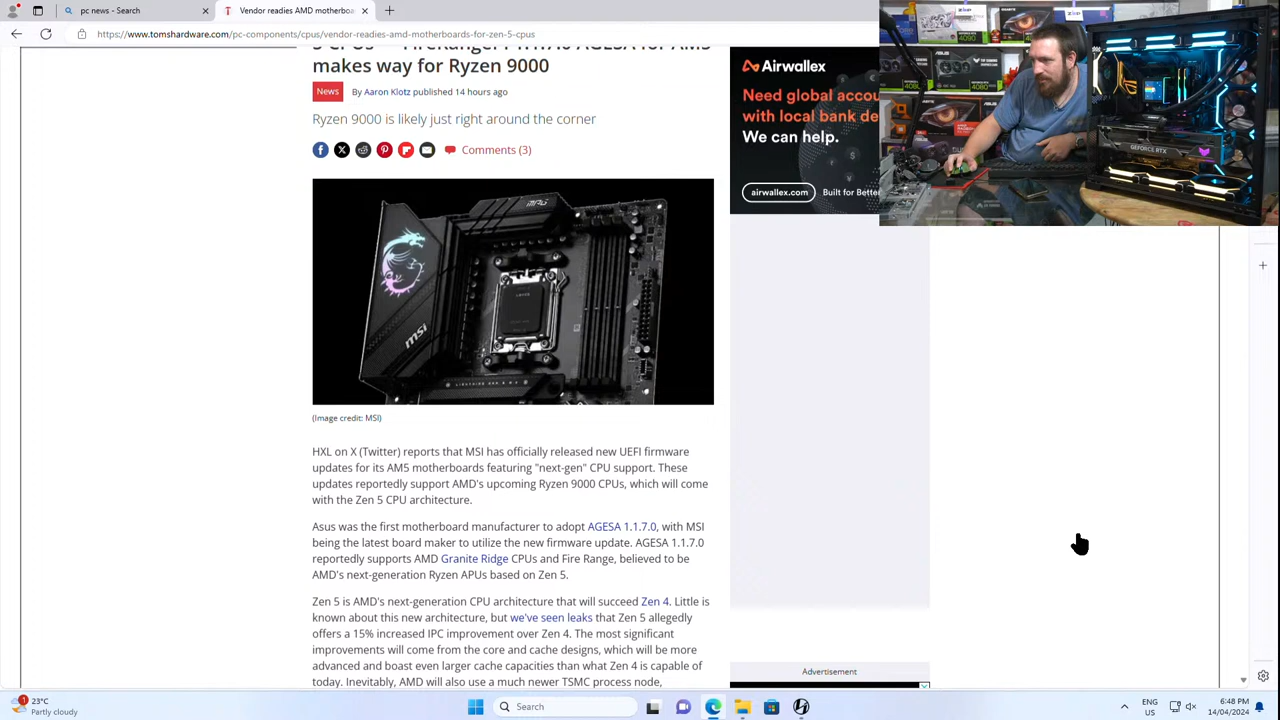 pc news - Search
Vendor readies AMD motherboa
https://www.tomshardware.com/pc-components/cpus/vendor-readies-amd-motherboards-for-zen-5-cpus
makes way for Ryzen 9000
News
By Aaron Klotz published 14 hours ago
Ryzen 9000 is likely just right around the corner
Comments (3)
MPG
msi
(Image credit: MSI)
HXL on X (Twitter) reports that MSI has officially released new UEFI firmware
updates for its AM5 motherboards featuring "next-gen" CPU support. These
updates reportedly support AMD's upcoming Ryzen 9000 CPUs, which will come
with the Zen 5 CPU architecture.
Asus was the first motherboard manufacturer to adopt AGESA 1.1.7.0, with MSI
being the latest board maker to utilize the new firmware update. AGESA 1.1.7.0
reportedly supports AMD Granite Ridge CPUs and Fire Range, believed to be
AMD's next-generation Ryzen APUs based on Zen 5.
Zen 5 is AMD's next-generation CPU architecture that will succeed Zen 4. Little is
known about this new architecture, but we've seen leaks that Zen 5 allegedly
offers a 15% increased IPC improvement over Zen 4. The most significant
improvements will come from the core and cache designs, which will be more
advanced and boast even larger cache capacities than what Zen 4 is capable of
today. Inevitably, AMD will also use a much newer TSMC process node,
Airwallex
Need global accou
with local bank de
We can help.
airwallex.com
Built for Better
GEFORCE RTX
Advertisement
1
23°C
Partly
Search
ENG
US
6:48 PM
14/04/2024